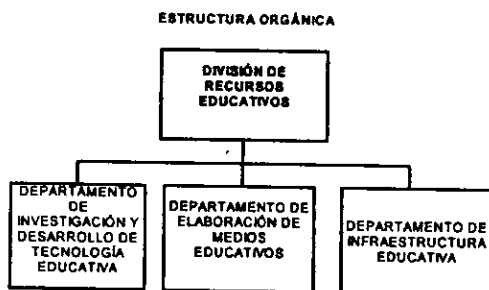 ESTRUCTURA ORGÁNICA
DIVISIÓN DE
RECURSOS
EDUCATIVOS
DEPARTAMENTO
DE
INVESTIGACIÓN Y
DESARROLLO DE
TECNOLOGÍA
EDUCATIVA
DEPARTAMENTO DE
ELABORACIÓN DE
MEDIOS
EDUCATIVOS
DEPARTAMENTO DE
INFRAESTRUCTURA
EDUCATIVA